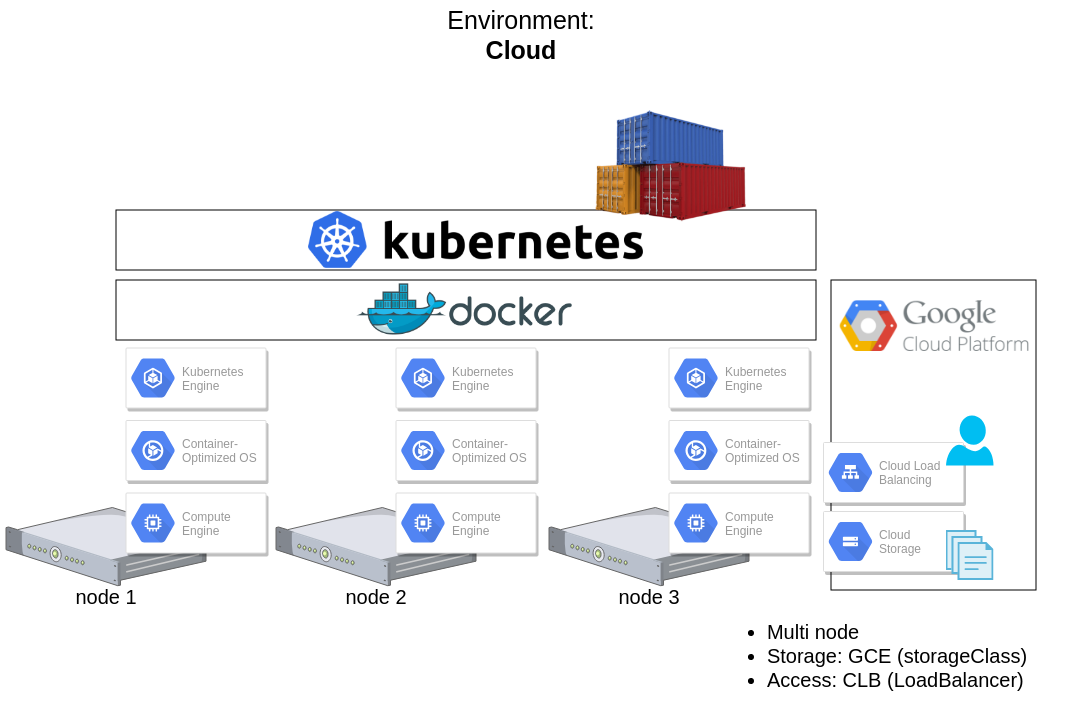 Environment:
Cloud
kubernetes
docker
Google
Cloud Platform
Kubernetes
Engine
Kubernetes
Engine
Kubernetes
Engine
Container-
Optimized OS
Container-
Optimized OS
Container-
Optimized OS
Cloud Load
Balancing
Compute
Engine
Compute
Engine
Compute
Engine
Cloud
Storage
node 1
node 2
node 3
• Multi node
• Storage: GCE (storageClass)
• Access: CLB (LoadBalancer)